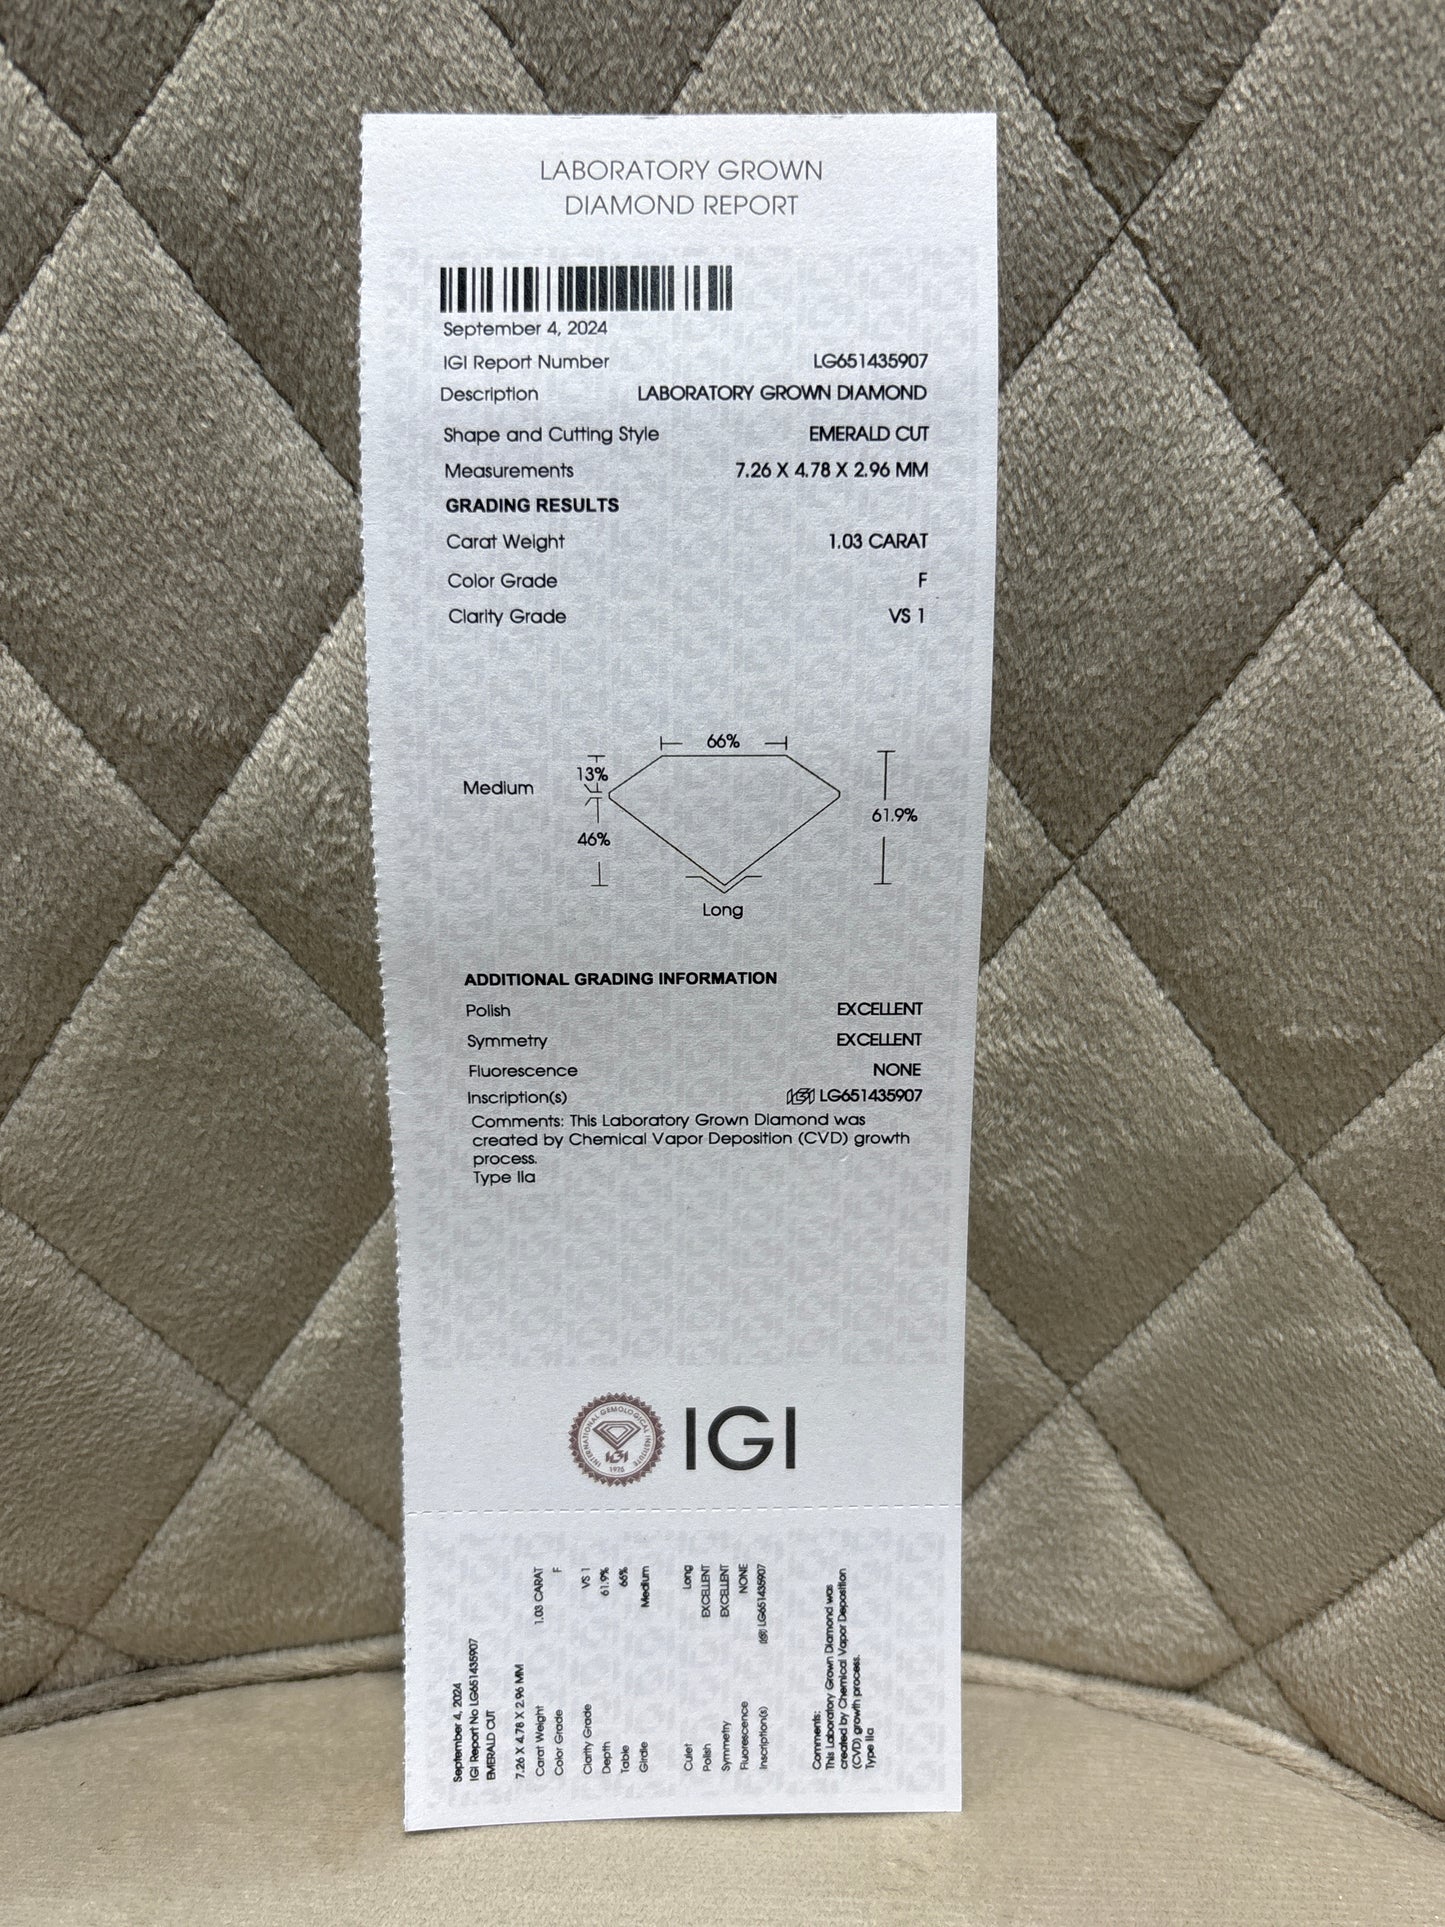 LABORATORY GROWN
DIAMOND REPORT
September 4, 2024
IGI Report Number LG651435907
Description LABORATORY GROWN DIAMOND
Shape and Cutting Style EMERALD CUT
Measurements 7.26 X 4.78 X 2.96 MM
GRADING RESULTS
Carat Weight 1.03 CARAT
Color Grade F
Clarity Grade VS 1
66%
13%
Medium
61.9%
46%
Long
ADDITIONAL GRADING INFORMATION
Polish EXCELLENT
Symmetry EXCELLENT
Fluorescence NONE
Inscription(s) IGI LG651435907
Comments: This Laboratory Grown Diamond was
created by Chemical Vapor Deposition (CVD) growth
process.
Type IIa
INTERNATIONAL GEMOLOGICAL INSTITUTE
IGI
1975
IGI
September 4, 2024
IGI Report No LG651435907
EMERALD CUT
7.26 X 4.78 X 2.96 MM
Carat Weight 1.03 CARAT
Color Grade F
Clarity Grade VS 1
Depth 61.9%
Table 66%
Girdle Medium
Culet Long
Polish EXCELLENT
Symmetry EXCELLENT
Fluorescence NONE
Inscription(s) IGI LG651435907
Comments:
This Laboratory Grown Diamond was
created by Chemical Vapor Deposition
(CVD) growth process.
Type IIa